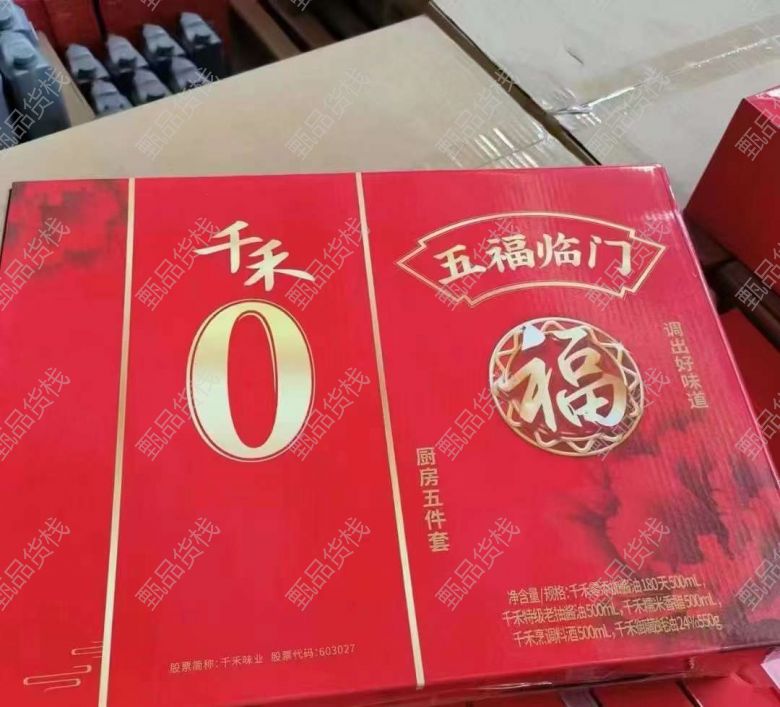 千禾
0
五福临门
福
调出好味道
厨房五件套
净含量/规格:千禾零添加酱油180天500mL,
千禾特级老抽酱油500mL,千禾糯米香醋500mL,
千禾烹调料酒500mL,千禾御藏蚝油24%550g
股票简称:千禾味业 股票代码:603027
甄品货栈